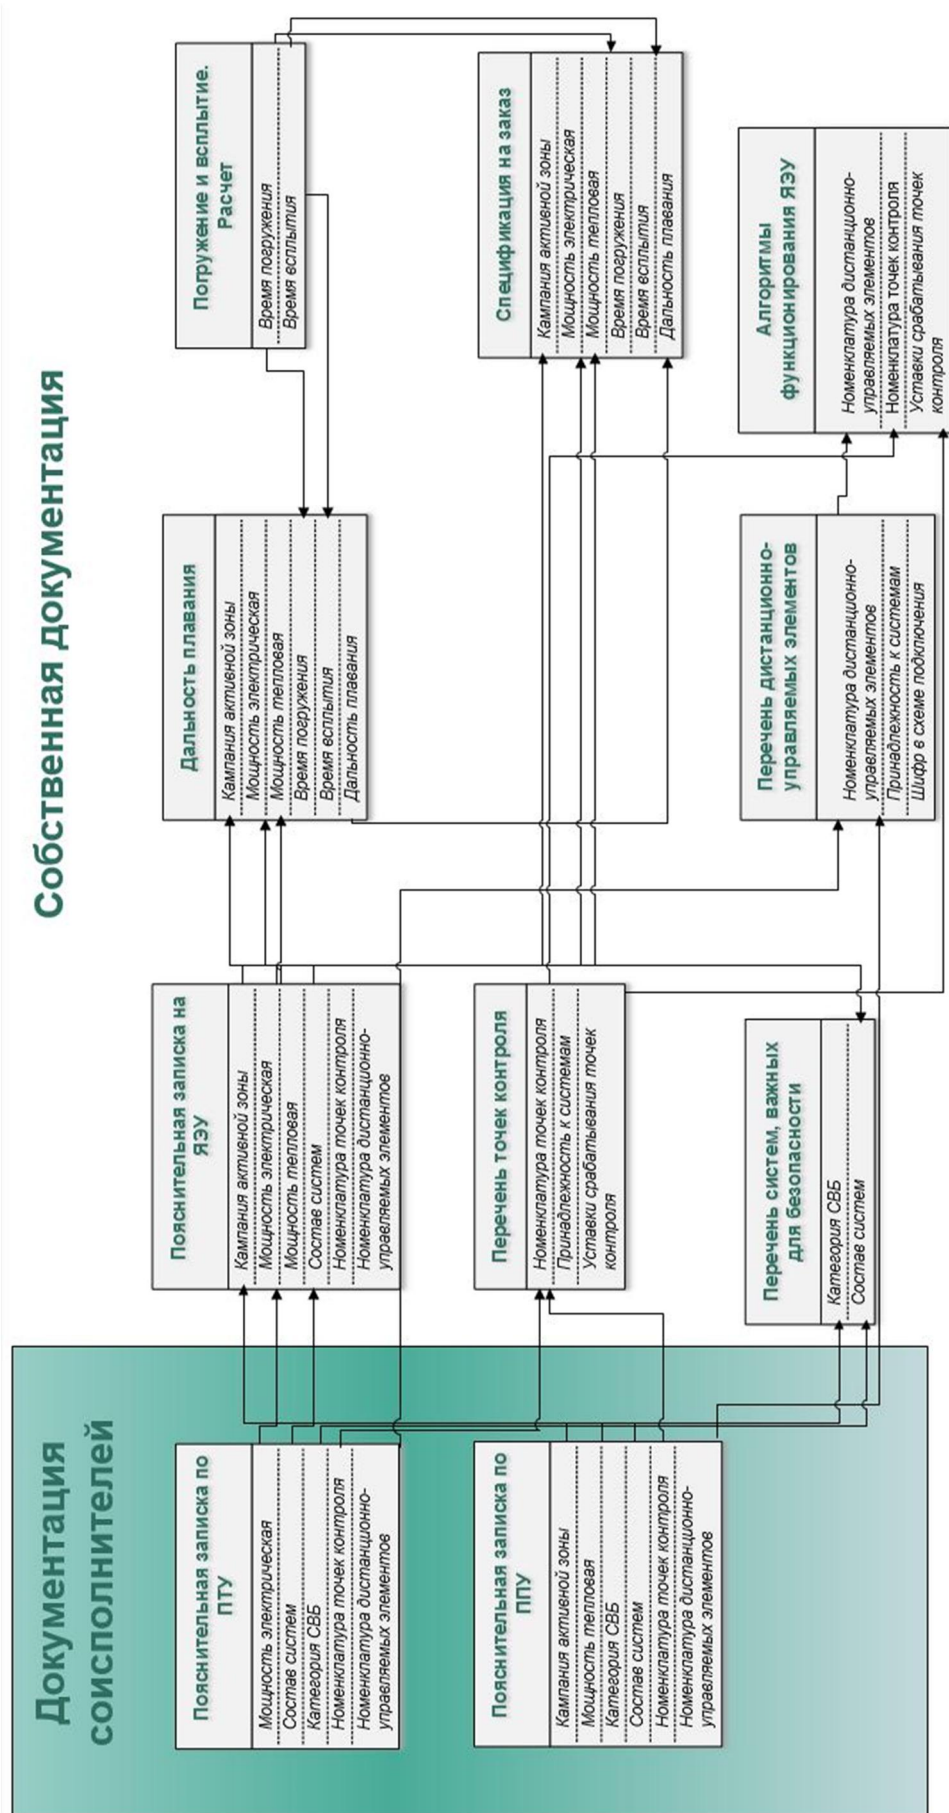 Документация
соисполнителей
Собственная документация
Пояснительная записка по
ПТУ
Мощность электрическая
Состав систем
Категория СВБ
Номенклатура точек контроля
Номенклатура дистанционно-
управляемых элементов
Пояснительная записка на
ЯЭУ
Кампания активной зоны
Мощность электрическая
Мощность тепловая
Состав систем
Номенклатура точек контроля
Номенклатура дистанционно-
управляемых элементов
Дальность плавания
Кампания активной зоны
Мощность электрическая
Мощность тепловая
Время погружения
Время всплытия
Дальность плавания
Погружение и всплытие.
Расчет
Время погружения
Время всплытия
Пояснительная записка по
ППУ
Кампания активной зоны
Мощность тепловая
Категория СВБ
Состав систем
Номенклатура точек контроля
Номенклатура дистанционно-
управляемых элементов
Перечень точек контроля
Номенклатура точек контроля
Принадлежность к системам
Уставки срабатывания точек
контроля
Спецификация на заказ
Кампания активной зоны
Мощность электрическая
Мощность тепловая
Время погружения
Время всплытия
Дальность плавания
Перечень систем, важных
для безопасности
Категория СВБ
Состав систем
Перечень дистанционно-
управляемых элементов
Номенклатура дистанционно-
управляемых элементов
Принадлежность к системам
Шифр в схеме подключения
Алгоритмы
функционирования ЯЭУ
Номенклатура дистанционно-
управляемых элементов
Номенклатура точек контроля
Уставки срабатывания точек
контроля